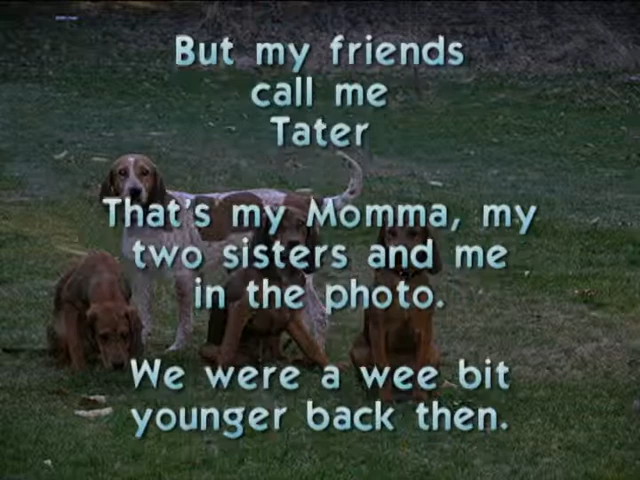 But my friends
call me
Tater
That's my Momma, my
two sisters and me
in the photo.
We were a wee bit
younger back then.